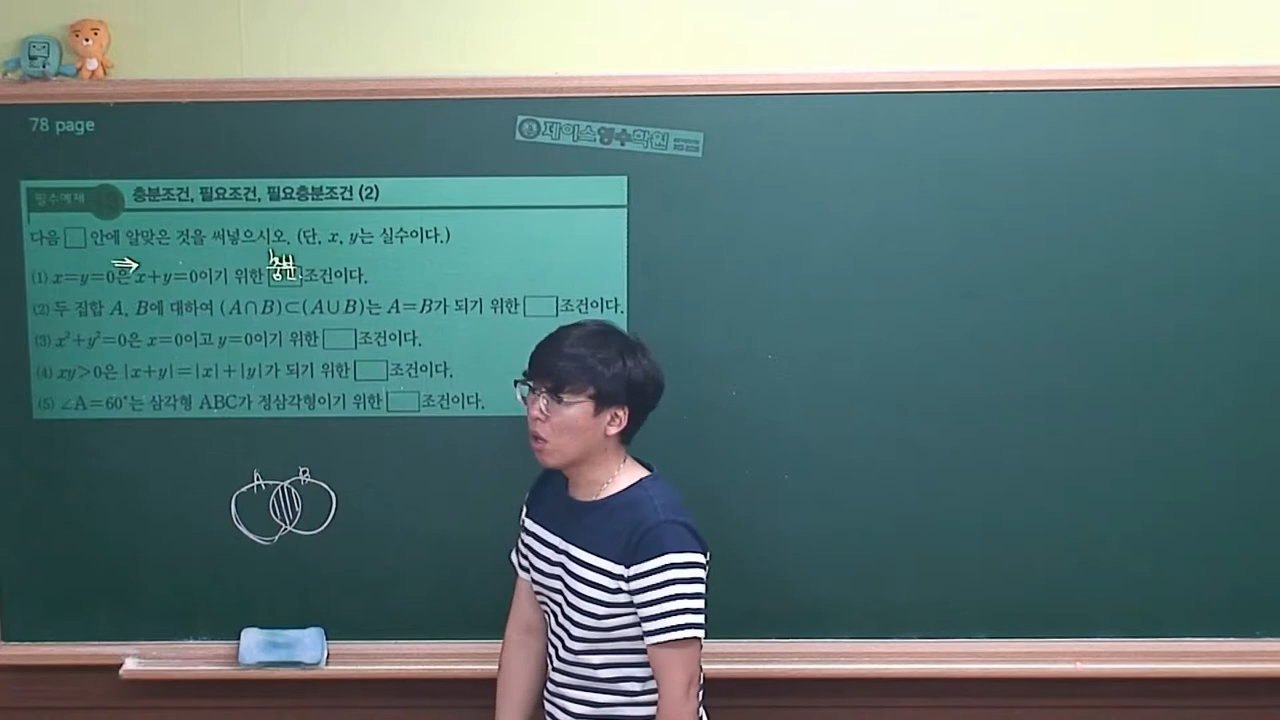 78 page
제이스영수학원
필수예제
충분조건, 필요조건, 필요충분조건 (2)
다음 □ 안에 알맞은 것을 써넣으시오. (단, x, y는 실수이다.)
(1) x=y=0은 ⇒ x+y=0이기 위한 충분 조건이다.
(2) 두 집합 A, B에 대하여 (A∩B)⊂(A∪B)는 A=B가 되기 위한 □조건이다.
(3) x²+y²=0은 x=0이고 y=0이기 위한 □조건이다.
(4) xy>0은 |x+y|=|x|+|y|가 되기 위한 □조건이다.
(5) ∠A=60°는 삼각형 ABC가 정삼각형이기 위한 □조건이다.
A B